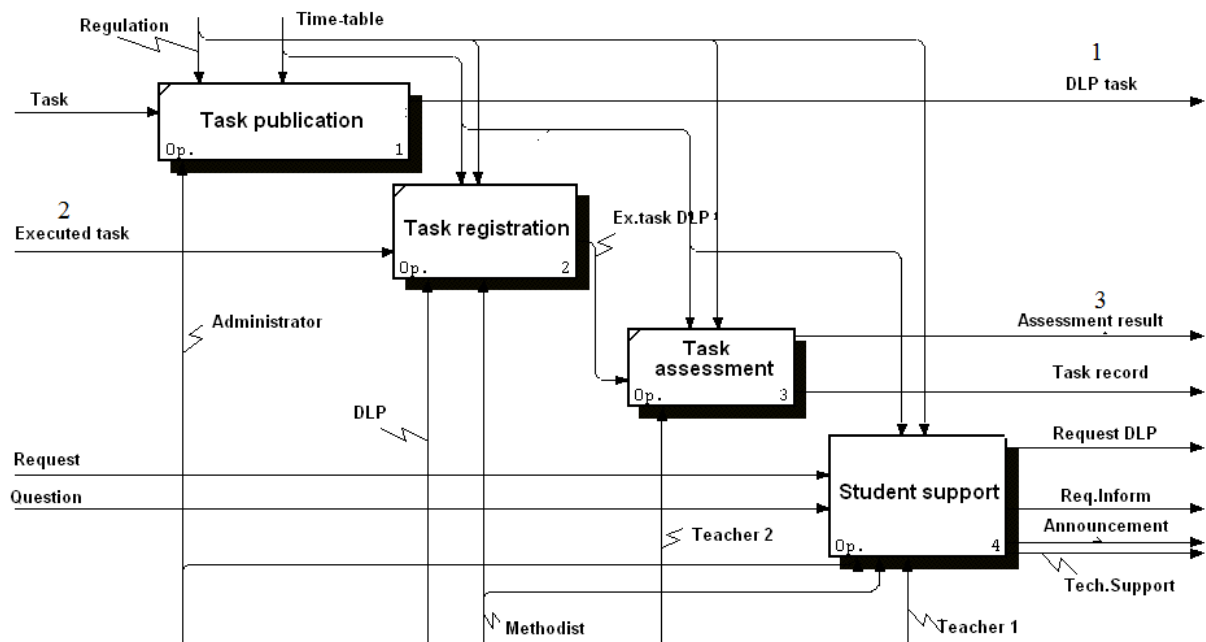 Regulation
Time-table
1
DLP task
Task
Task publication
Op. 1
2
Executed task
Task registration
Op. 2
Ex.task DLP
Administrator
3
Assessment result
Task
assessment
Op. 3
Task record
DLP
Request DLP
Request
Question
Student support
Op. 4
Req.Inform
Announcement
Teacher 2
Tech.Support
Methodist
Teacher 1